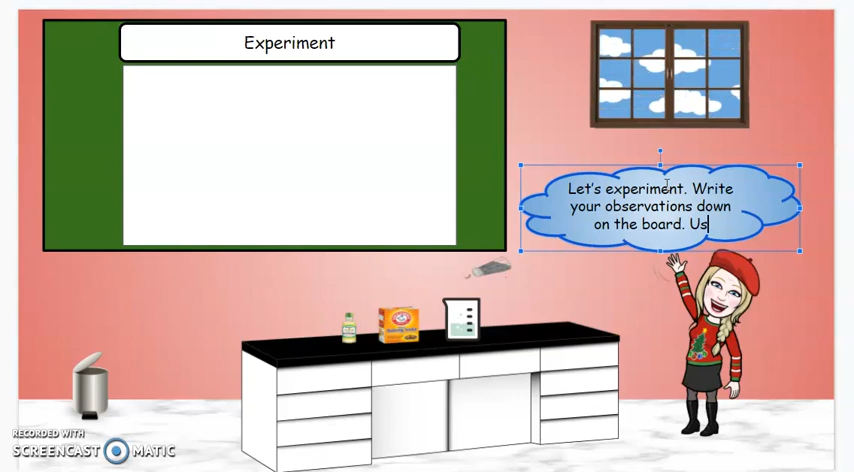 Experiment
Let's experiment. Write
your observations down
on the board. Us
RECORDED WITH
SCREENCAST MATIC